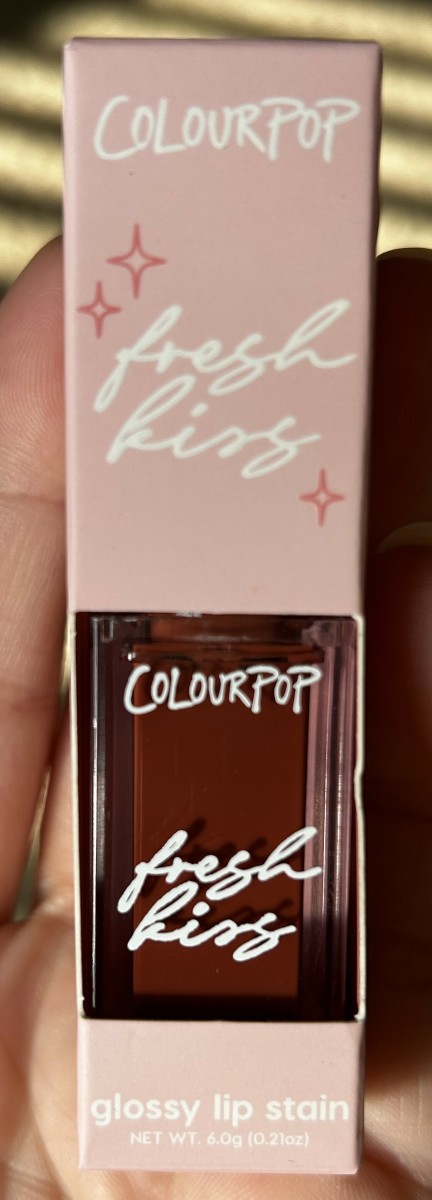 COLOURPOP
fresh
kiss
COLOURPOP
fresh
kiss
glossy lip stain
NET WT. 6.0g (0.21oz)